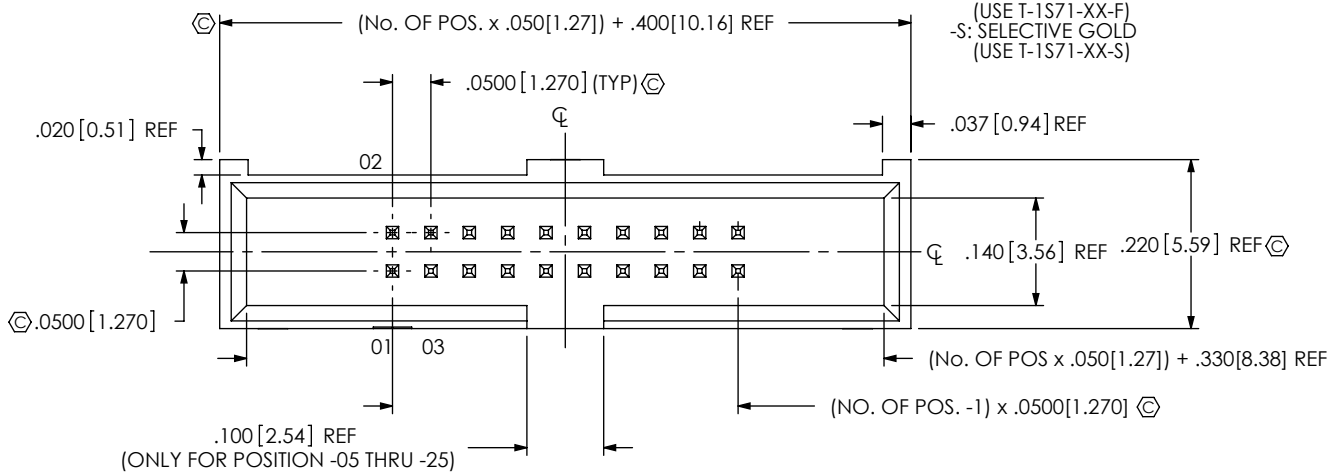 Ⓒ (No. OF POS. x .050[1.27]) + .400[10.16] REF
(USE T-1S71-XX-F)
-S: SELECTIVE GOLD
(USE T-1S71-XX-S)
.0500[1.270](TYP)Ⓒ
.020[0.51] REF
℄
.037[0.94]REF
02
℄
.140[3.56] REF
.220[5.59] REFⒸ
Ⓒ.0500[1.270]
01 03
(No. OF POS x .050[1.27]) + .330[8.38] REF
(NO. OF POS. -1) x .0500[1.270] Ⓒ
.100[2.54] REF
(ONLY FOR POSITION -05 THRU -25)